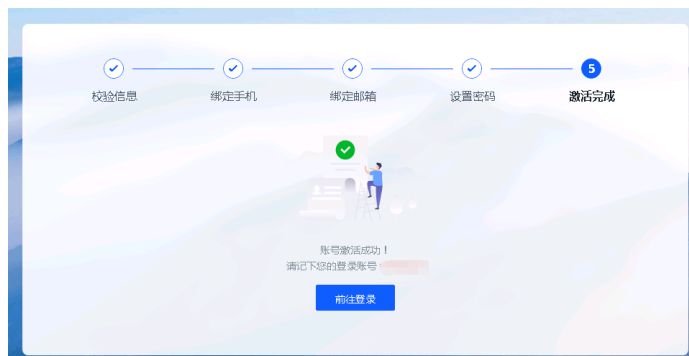 5
校验信息 绑定手机 绑定邮箱 设置密码 激活完成
账号激活成功！
请记下您的登录账号：
前往登录